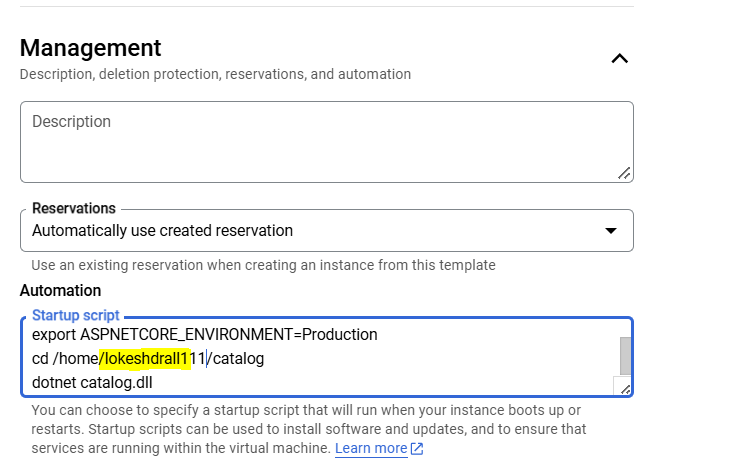 Management
Description, deletion protection, reservations, and automation
Description
Reservations
Automatically use created reservation
Use an existing reservation when creating an instance from this template
Automation
Startup script
export ASPNETCORE_ENVIRONMENT=Production
cd /home/lokeshdrall111/catalog
dotnet catalog.dll
You can choose to specify a startup script that will run when your instance boots up or
restarts. Startup scripts can be used to install software and updates, and to ensure that
services are running within the virtual machine. Learn more